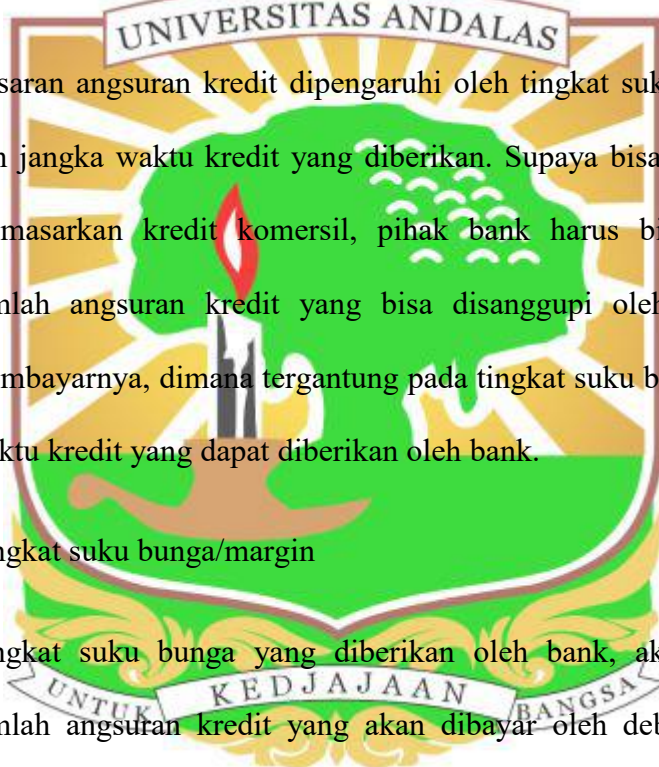 UNIVERSITAS ANDALAS
saran angsuran kredit dipengaruhi oleh tingkat suk
n jangka waktu kredit yang diberikan. Supaya bisa
masarkan kredit komersil, pihak bank harus bi
mlah angsuran kredit yang bisa disanggupi oleh
mbayarnya, dimana tergantung pada tingkat suku b
ktu kredit yang dapat diberikan oleh bank.
ngkat suku bunga/margin
ngkat suku bunga yang diberikan oleh bank, ak
mlah angsuran kredit yang akan dibayar oleh deb
UNTUK KEDJAJAAN BANGSA